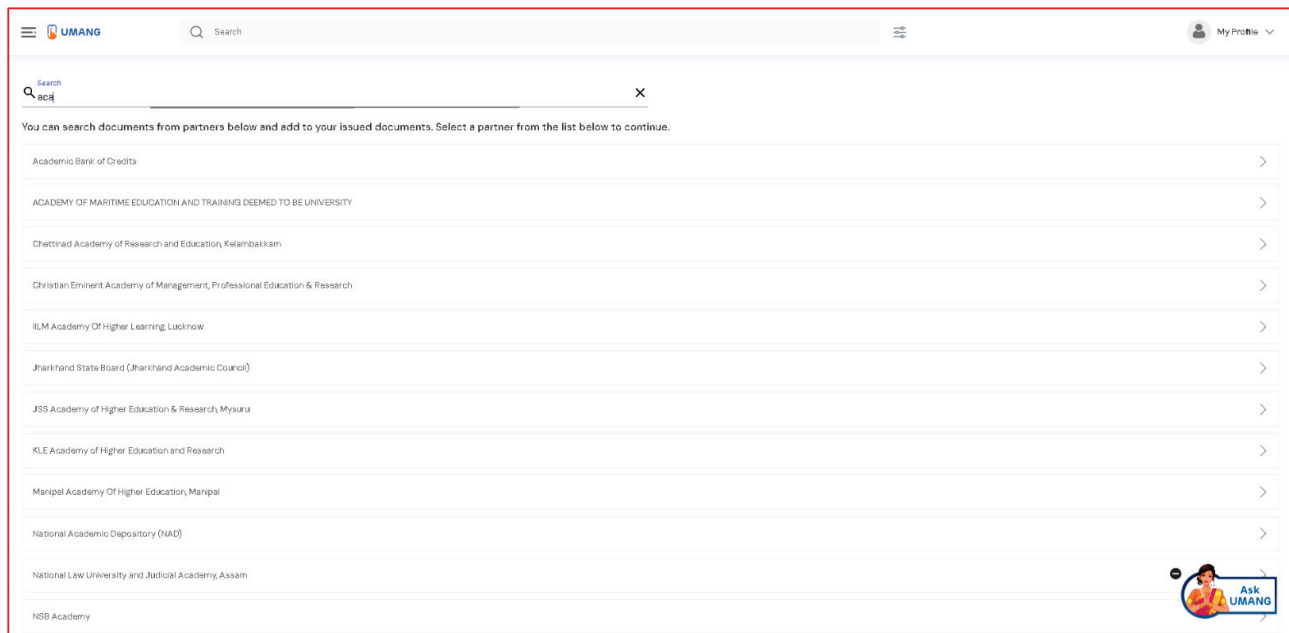 UMANG
Search
My Profile
Search
aca
You can search documents from partners below and add to your issued documents. Select a partner from the list below to continue.
Academic Bank of Credits
ACADEMY OF MARITIME EDUCATION AND TRAINING DEEMED TO BE UNIVERSITY
Chettinad Academy of Research and Education, Kelambakkam
Christian Eminent Academy of Management, Professional Education & Research
IILM Academy Of Higher Learning, Lucknow
Jharkhand State Board (Jharkhand Academic Council)
JSS Academy of Higher Education & Research, Mysuru
KLE Academy of Higher Education and Research
Manipal Academy Of Higher Education, Manipal
National Academic Depository (NAD)
National Law University and Judicial Academy, Assam
Ask
UMANG
NSB Academy